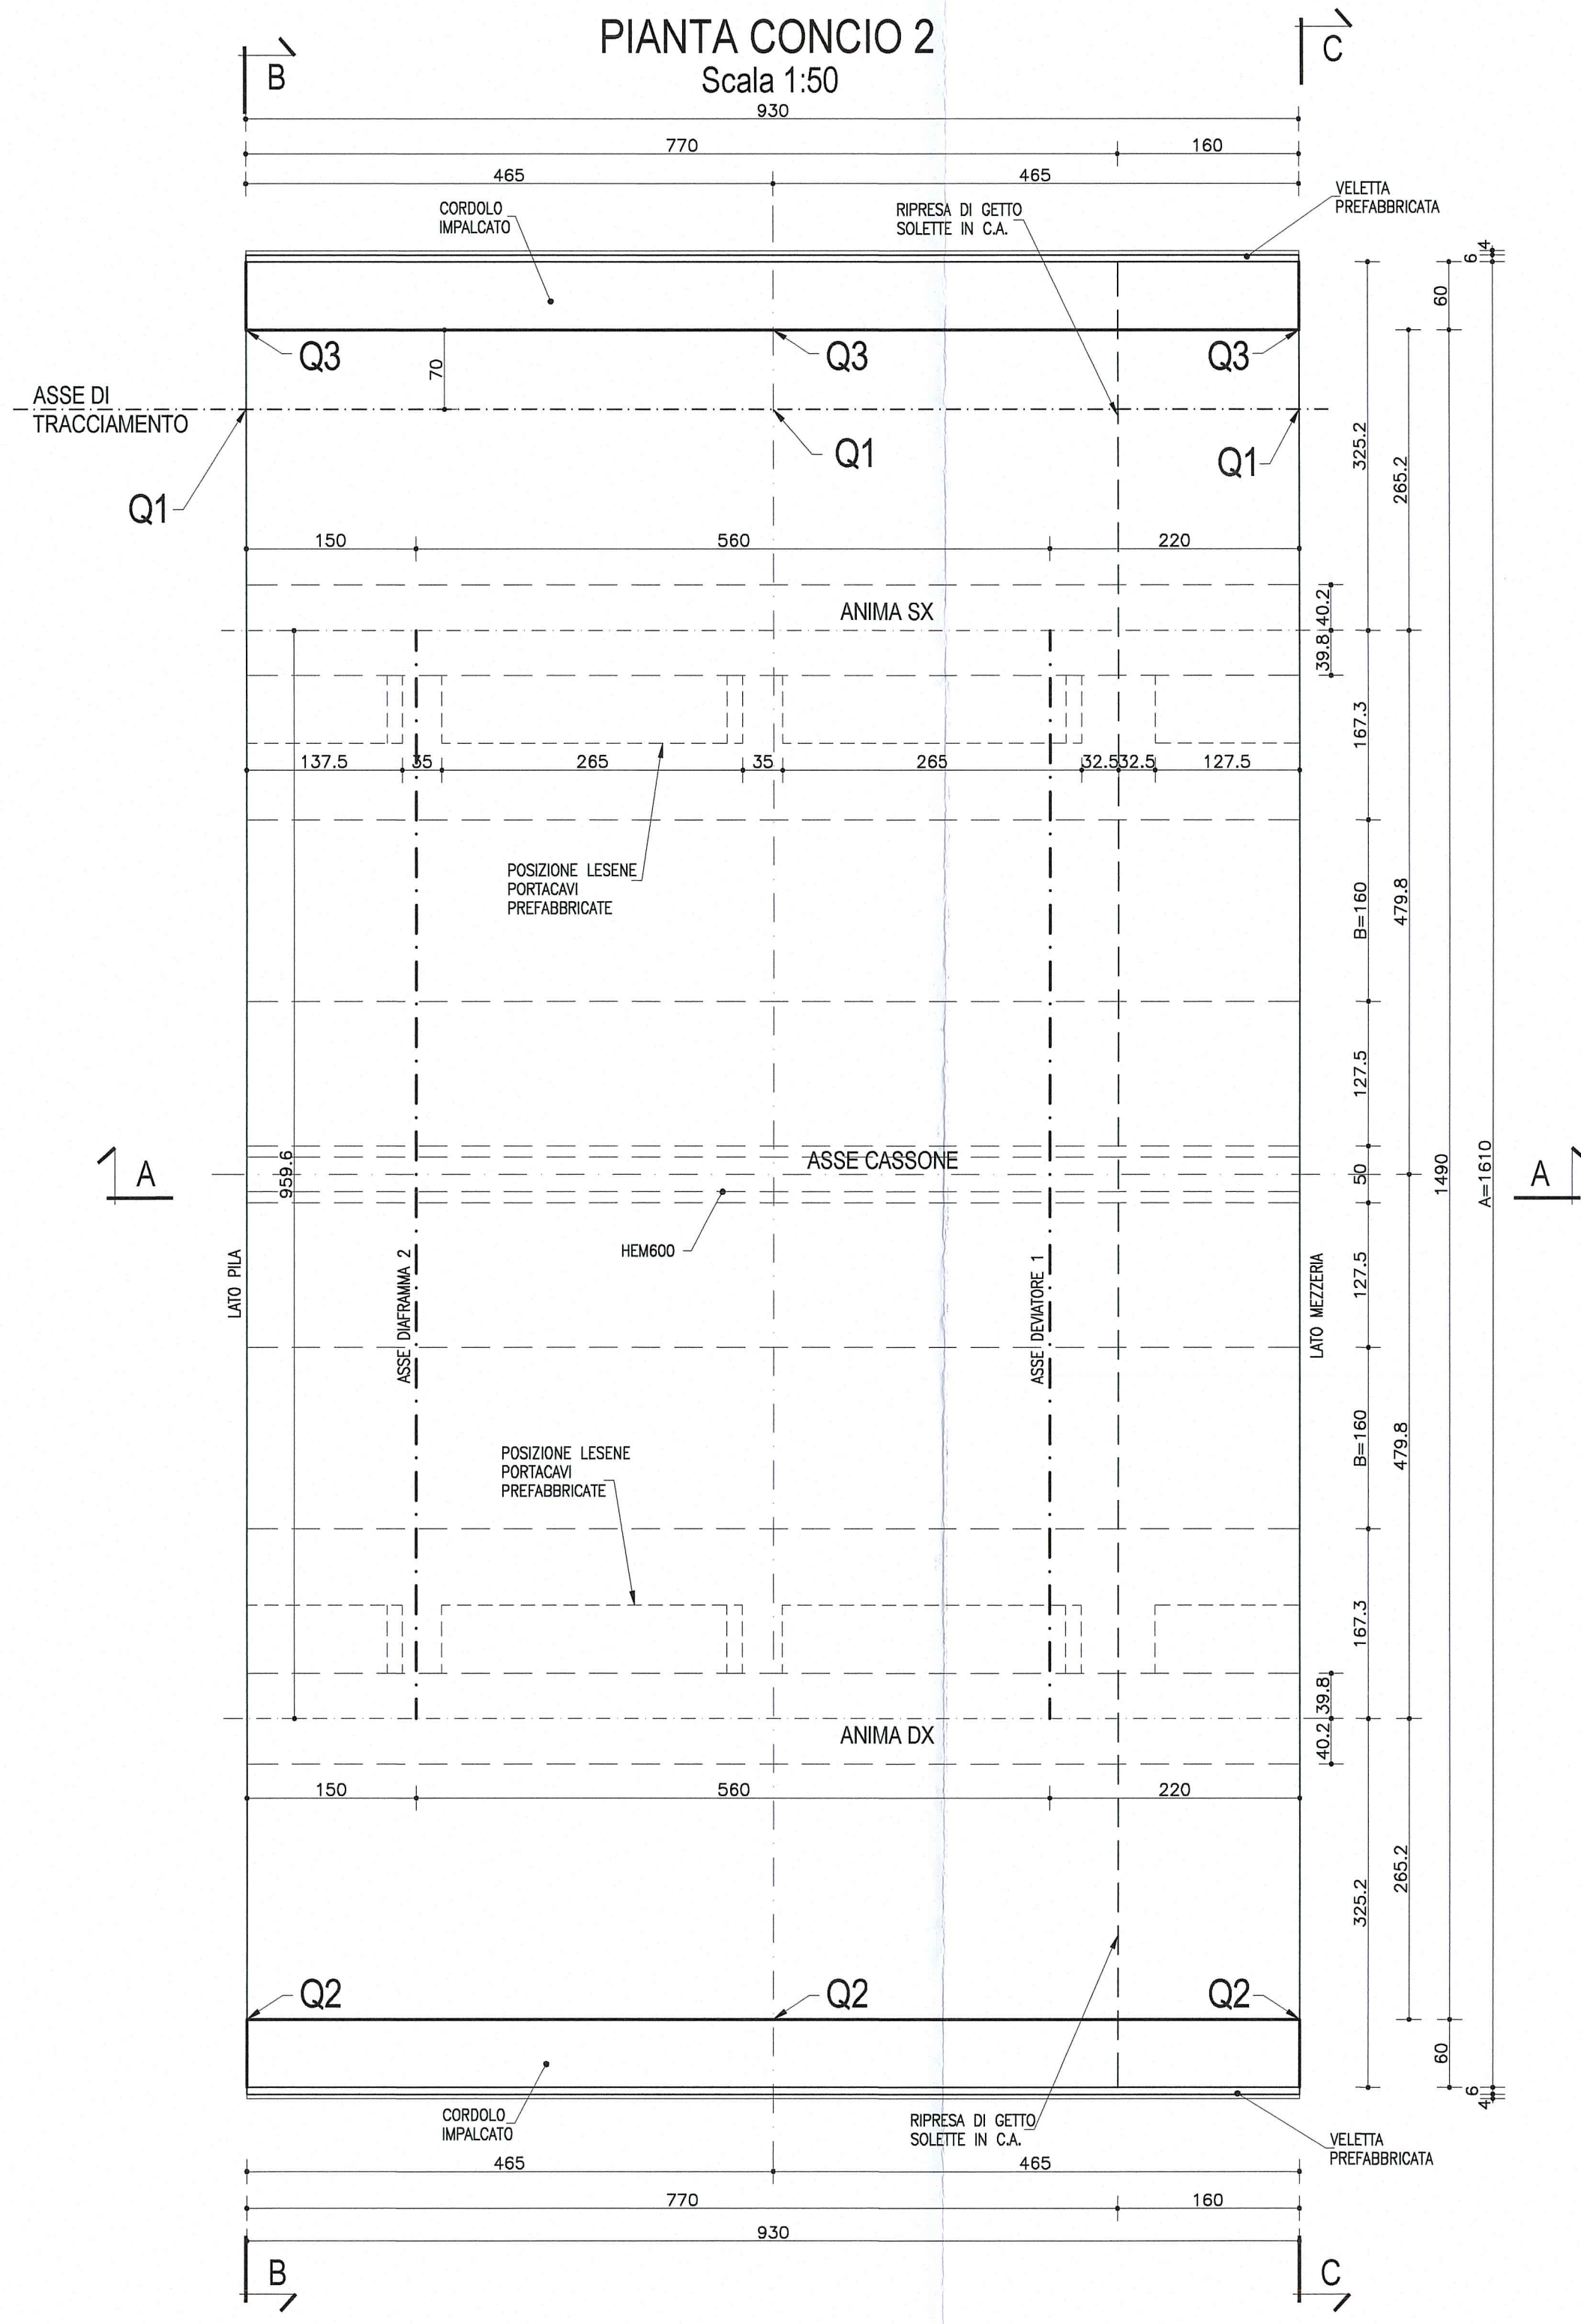 PIANTA CONCIO 2
Scala 1:50
B
C
930
770
160
465
465
CORDOLO
IMPALCATO
RIPRESA DI GETTO
SOLETTE IN C.A.
VELETTA
PREFABBRICATA
4
6
60
Q3
Q3
Q3
70
ASSE DI
TRACCIAMENTO
Q1
Q1
Q1
325.2
265.2
150
560
220
ANIMA SX
40.2
39.8
167.3
137.5
35
265
35
265
32.5
32.5
127.5
POSIZIONE LESENE
PORTACAVI
PREFABBRICATE
B=160
479.8
127.5
A
959.6
ASSE CASSONE
50
1490
A=1610
A
HEM600
LATO PILA
ASSE DIAFRAMMA 2
ASSE DEVIATORE 1
LATO MEZZERIA
127.5
B=160
479.8
POSIZIONE LESENE
PORTACAVI
PREFABBRICATE
167.3
39.8
40.2
ANIMA DX
150
560
220
325.2
265.2
Q2
Q2
Q2
60
6
4
CORDOLO
IMPALCATO
RIPRESA DI GETTO
SOLETTE IN C.A.
VELETTA
PREFABBRICATA
465
465
770
160
930
B
C